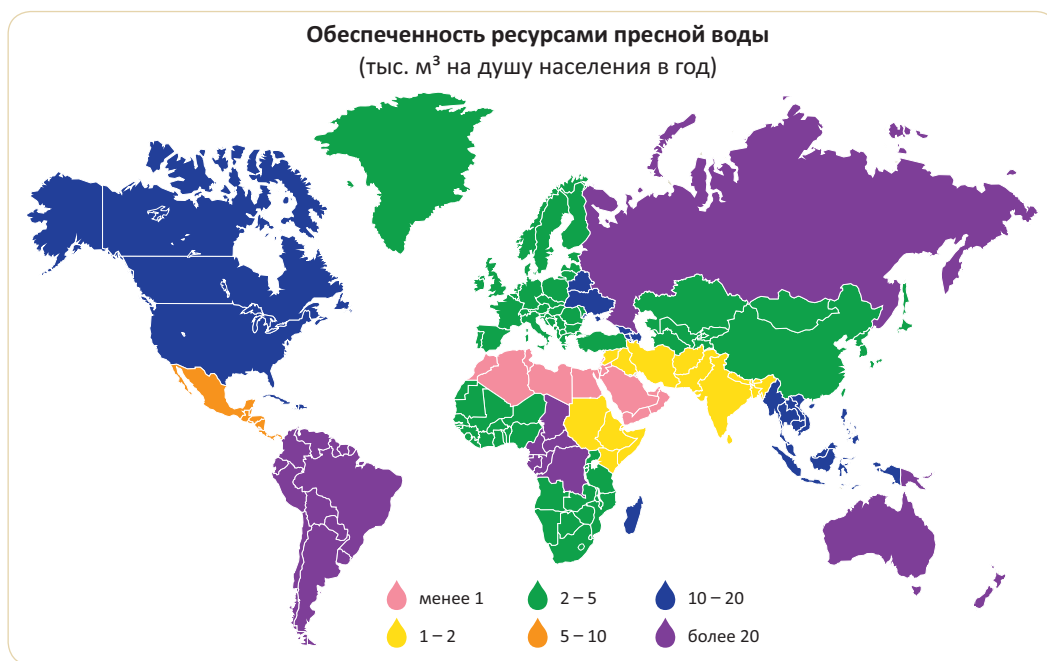 Обеспеченность ресурсами пресной воды
(тыс. м³ на душу населения в год)
менее 1
2 – 5
10 – 20
1 – 2
5 – 10
более 20